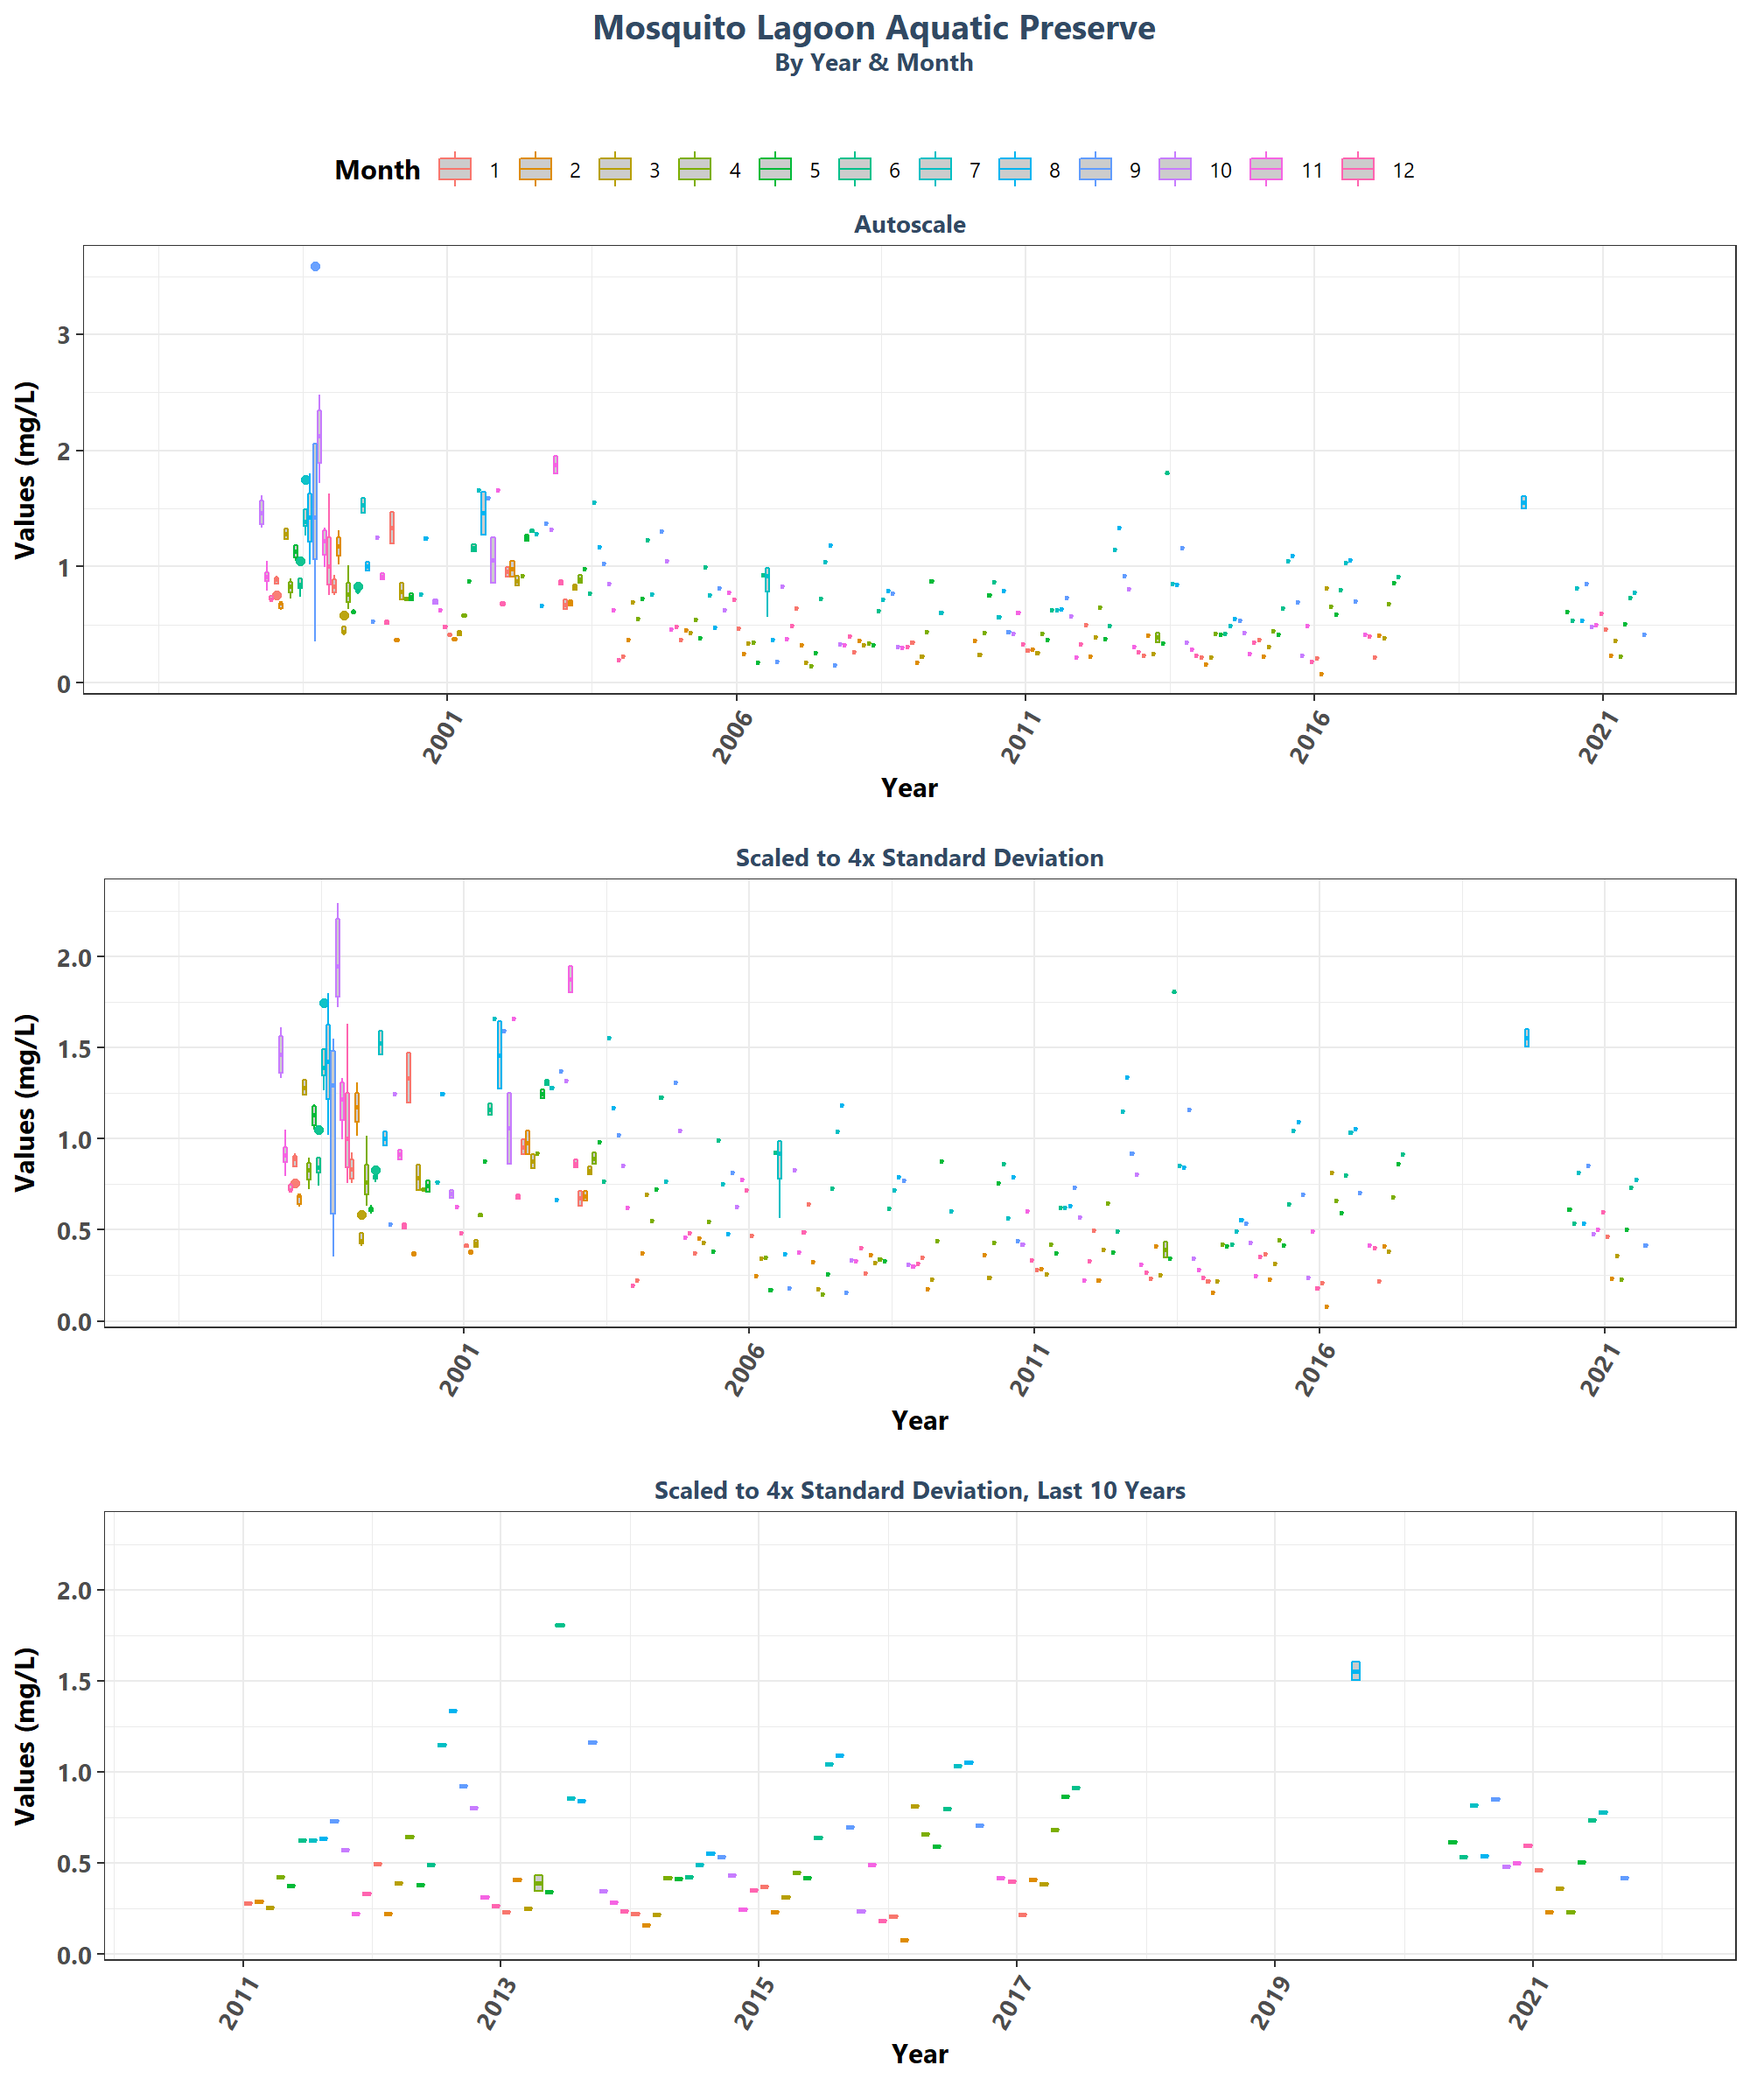 Mosquito Lagoon Aquatic Preserve
By Year & Month
Month 1 2 3 4 5 6 7 8 9 10 11 12
Autoscale
Values (mg/L)
3
2
1
0
2001 2006 2011 2016 2021
Year
Scaled to 4x Standard Deviation
Values (mg/L)
2.0
1.5
1.0
0.5
0.0
2001 2006 2011 2016 2021
Year
Scaled to 4x Standard Deviation, Last 10 Years
Values (mg/L)
2.0
1.5
1.0
0.5
0.0
2011 2013 2015 2017 2019 2021
Year